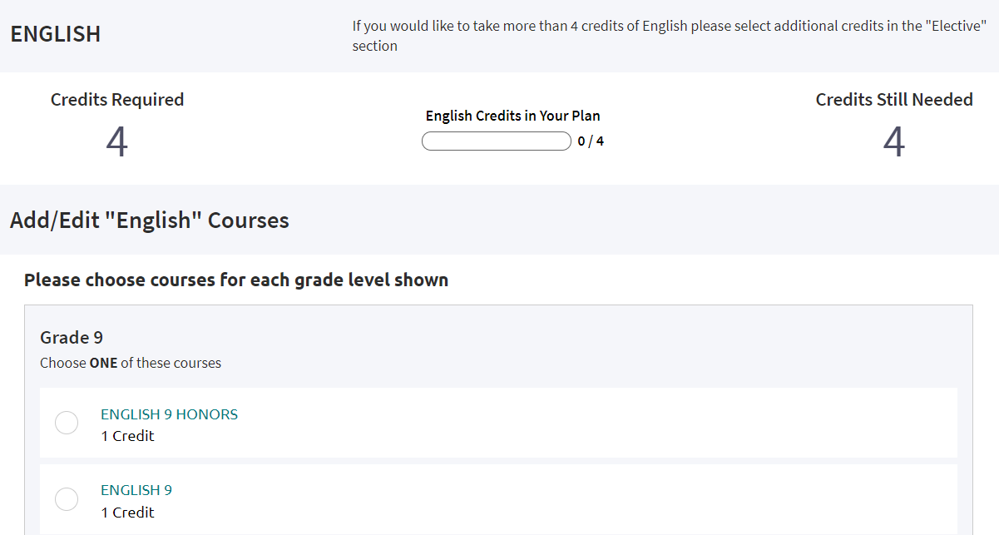 ENGLISH
If you would like to take more than 4 credits of English please select additional credits in the "Elective"
section
Credits Required
4
English Credits in Your Plan
0 / 4
Credits Still Needed
4
Add/Edit "English" Courses
Please choose courses for each grade level shown
Grade 9
Choose ONE of these courses
ENGLISH 9 HONORS
1 Credit
ENGLISH 9
1 Credit